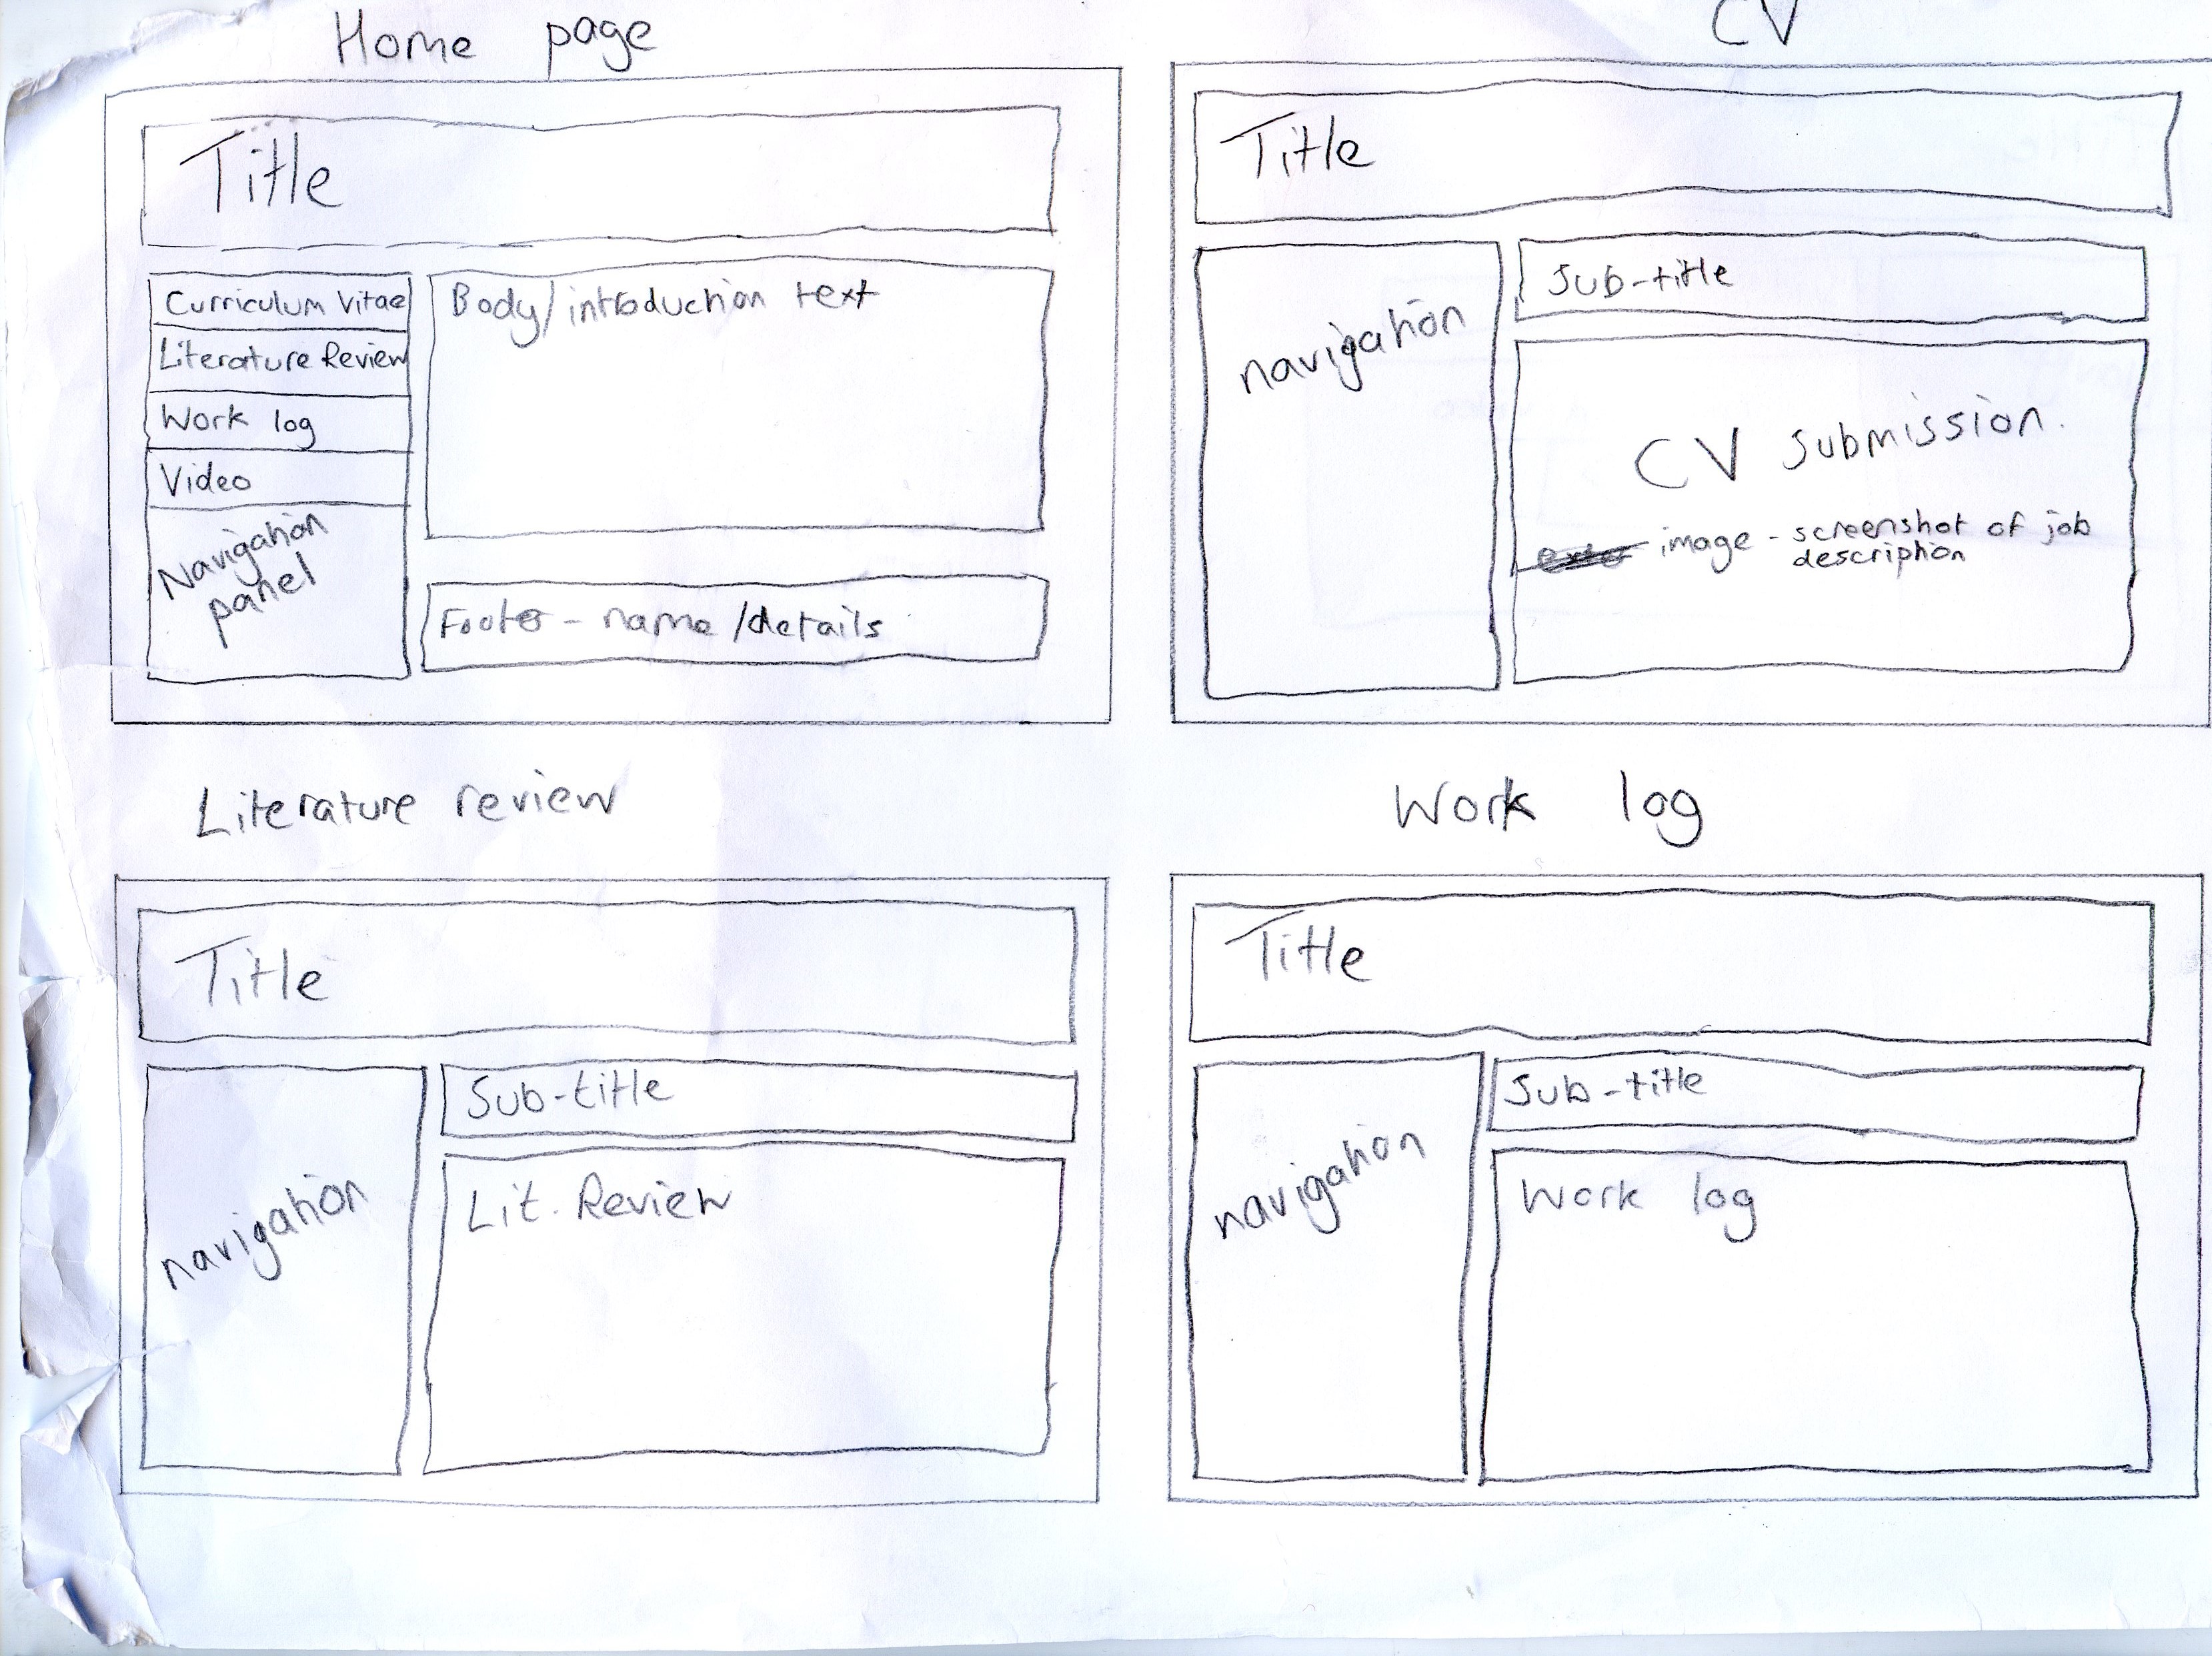 Home page
Title
Curriculum Vitae
Literature Review
Work log
Video
Navigation
panel
Body/introduction text
Footer - name/details
CV
Title
navigation
Sub-title
CV submission.
image - screenshot of job
description
Literature review
Title
navigation
Sub-title
Lit. Review
Work log
Title
navigation
Sub-title
Work log